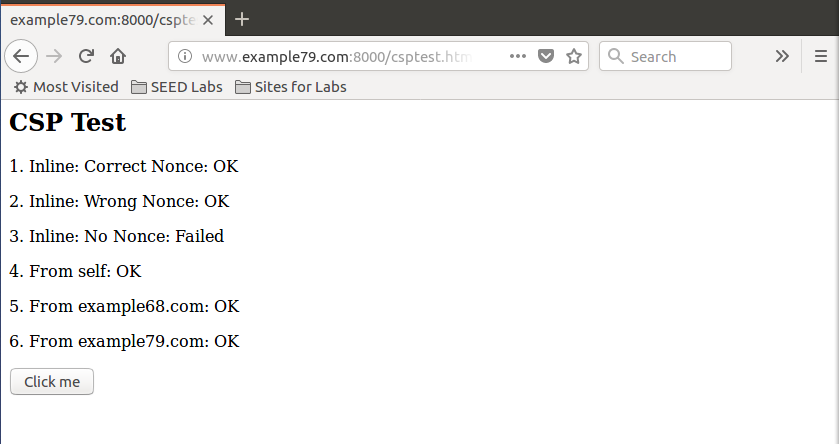 example79.com:8000/cspte
www.example79.com:8000/csptest.htm
Search
Most Visited SEED Labs Sites for Labs
CSP Test
1. Inline: Correct Nonce: OK
2. Inline: Wrong Nonce: OK
3. Inline: No Nonce: Failed
4. From self: OK
5. From example68.com: OK
6. From example79.com: OK
Click me